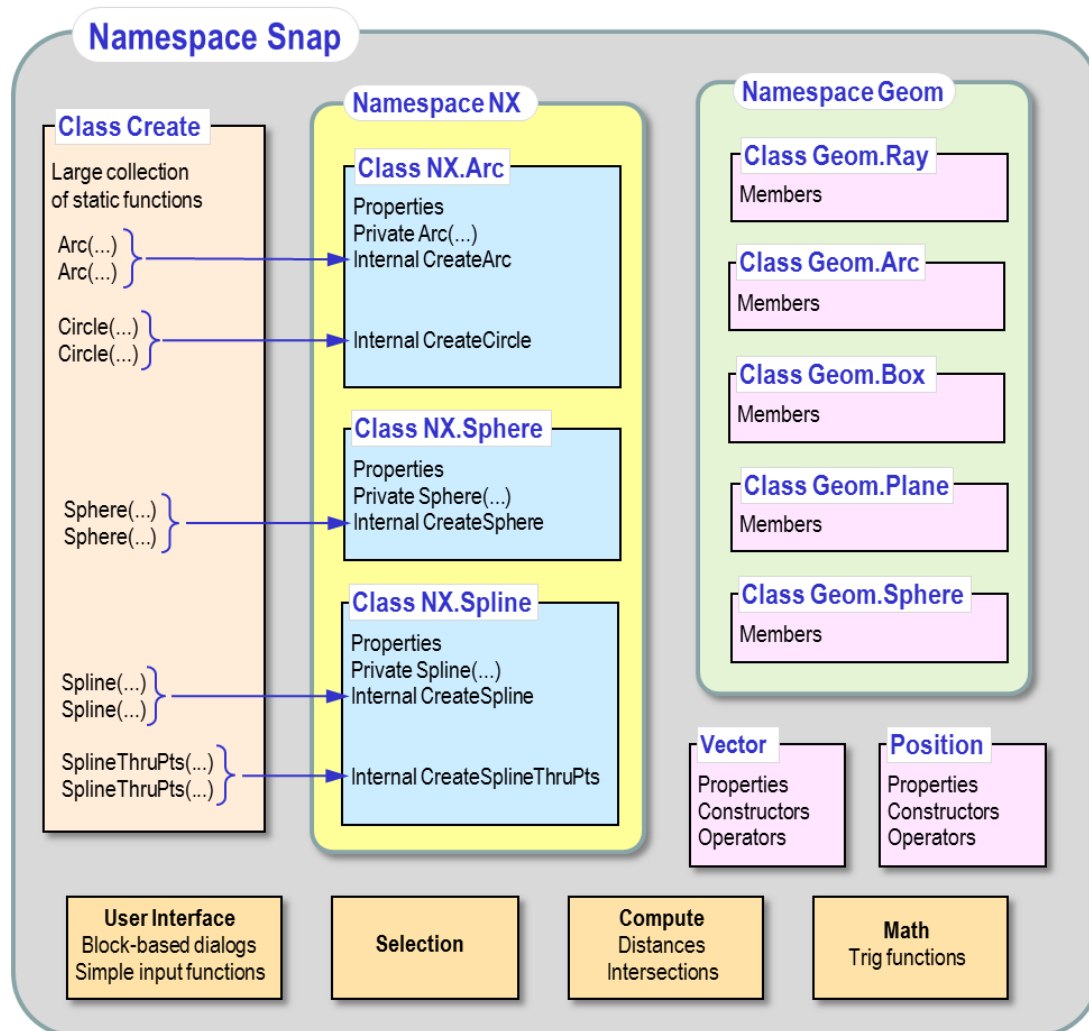 Namespace Snap
Class Create
Large collection
of static functions
Arc(...)
Arc(...)
Circle(...)
Circle(...)
Sphere(...)
Sphere(...)
Spline(...)
Spline(...)
SplineThruPts(...)
SplineThruPts(...)
Namespace NX
Class NX.Arc
Properties
Private Arc(...)
Internal CreateArc
Internal CreateCircle
Class NX.Sphere
Properties
Private Sphere(...)
Internal CreateSphere
Class NX.Spline
Properties
Private Spline(...)
Internal CreateSpline
Internal CreateSplineThruPts
Namespace Geom
Class Geom.Ray
Members
Class Geom.Arc
Members
Class Geom.Box
Members
Class Geom.Plane
Members
Class Geom.Sphere
Members
Vector
Properties
Constructors
Operators
Position
Properties
Constructors
Operators
User Interface
Block-based dialogs
Simple input functions
Selection
Compute
Distances
Intersections
Math
Trig functions